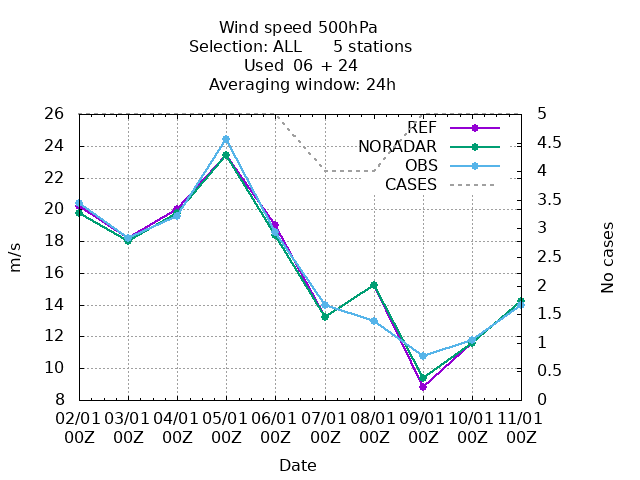 Wind speed 500hPa
Selection: ALL 5 stations
Used 06 + 24
Averaging window: 24h
26
24
22
20
18
16
14
12
10
8
m/s
REF
NORADAR
OBS
CASES
5
4.5
4
3.5
3
2.5
2
1.5
1
0.5
0
No cases
02/01 03/01 04/01 05/01 06/01 07/01 08/01 09/01 10/01 11/01
00Z 00Z 00Z 00Z 00Z 00Z 00Z 00Z 00Z 00Z
Date